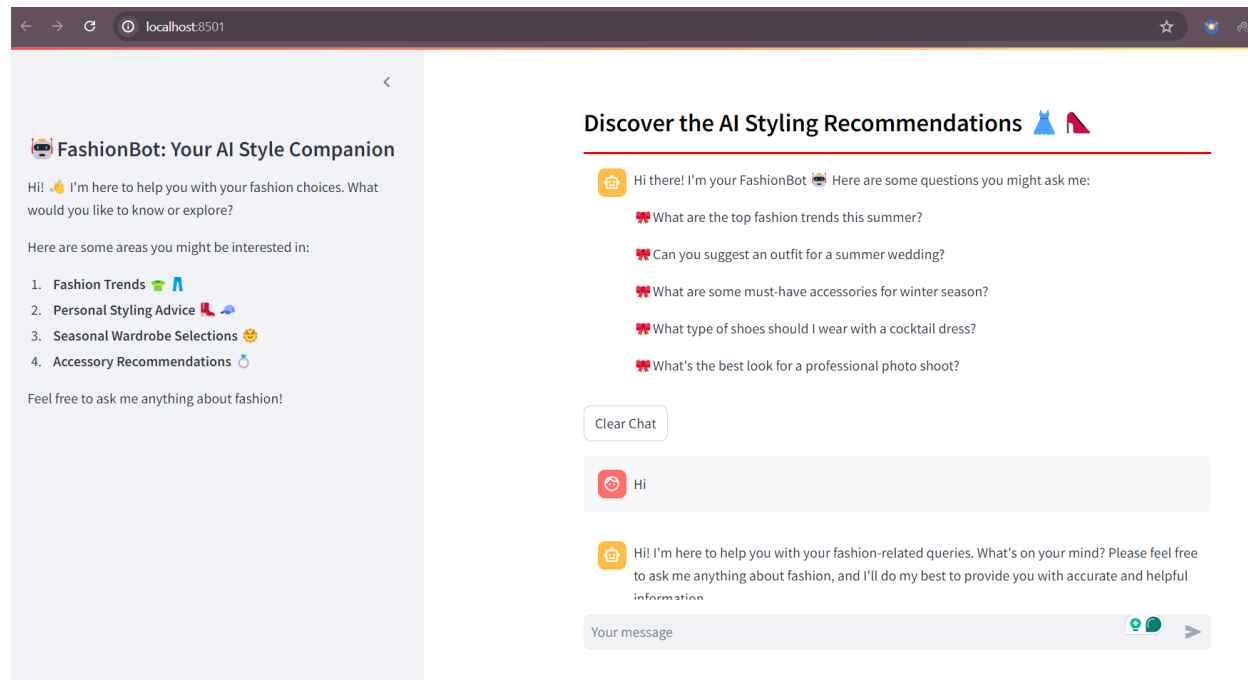 localhost:8501
FashionBot: Your AI Style Companion
Hi! 👋 I'm here to help you with your fashion choices. What
would you like to know or explore?
Here are some areas you might be interested in:
1. Fashion Trends
2. Personal Styling Advice
3. Seasonal Wardrobe Selections
4. Accessory Recommendations
Feel free to ask me anything about fashion!
Discover the AI Styling Recommendations
Hi there! I'm your FashionBot 🤖 Here are some questions you might ask me:
What are the top fashion trends this summer?
Can you suggest an outfit for a summer wedding?
What are some must-have accessories for winter season?
What type of shoes should I wear with a cocktail dress?
What's the best look for a professional photo shoot?
Clear Chat
Hi
Hi! I'm here to help you with your fashion-related queries. What's on your mind? Please feel free
to ask me anything about fashion, and I'll do my best to provide you with accurate and helpful
information
Your message